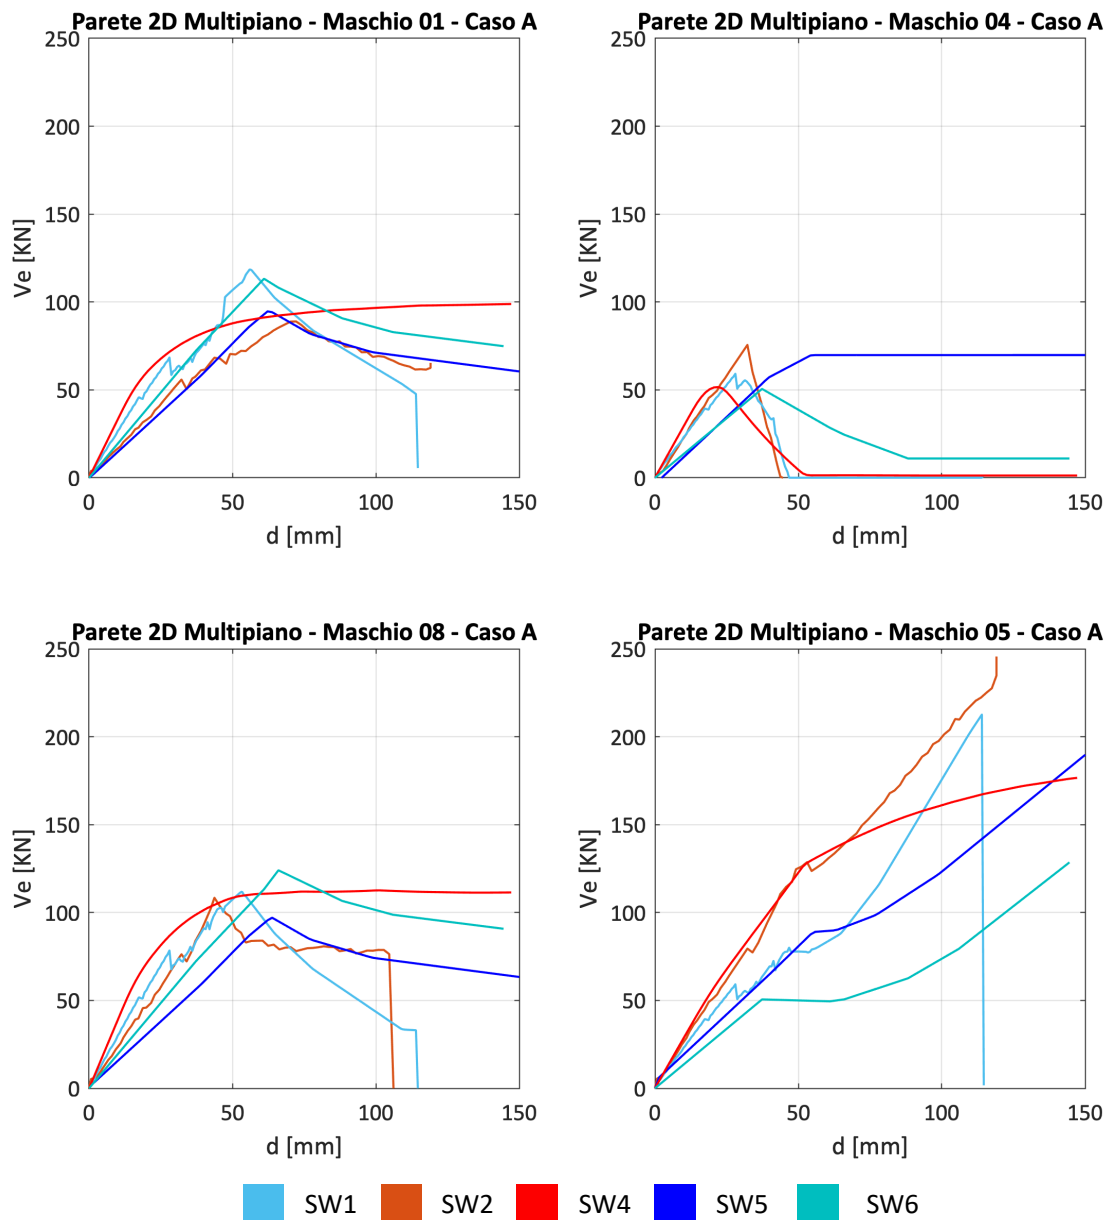 Parete 2D Multipiano - Maschio 01 - Caso A
250
200
150
100
50
0
Ve [KN]
0 50 100 150
d [mm]
Parete 2D Multipiano - Maschio 04 - Caso A
250
200
150
100
50
0
Ve [KN]
0 50 100 150
d [mm]
Parete 2D Multipiano - Maschio 08 - Caso A
250
200
150
100
50
0
Ve [KN]
0 50 100 150
d [mm]
Parete 2D Multipiano - Maschio 05 - Caso A
250
200
150
100
50
0
Ve [KN]
0 50 100 150
d [mm]
SW1 SW2 SW4 SW5 SW6